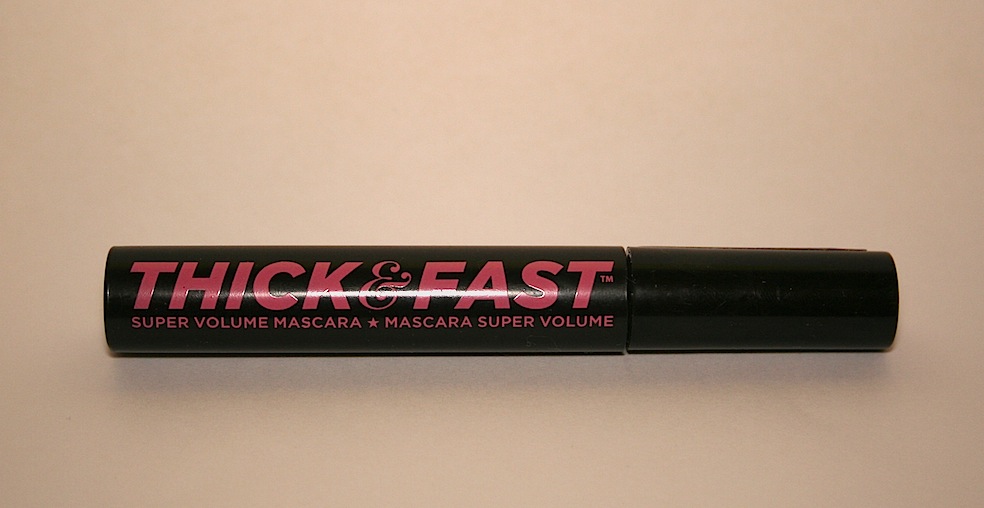 THICK & FAST™
SUPER VOLUME MASCARA ★ MASCARA SUPER VOLUME